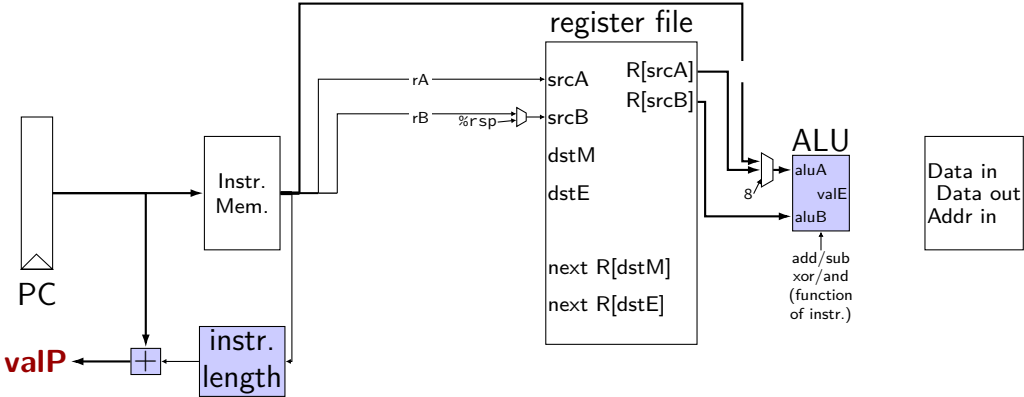 register file
rA
srcA
R[srcA]
R[srcB]
rB
%rsp
srcB
ALU
Instr.
Mem.
dstM
dstE
aluA
valE
aluB
8
Data in
Data out
Addr in
add/sub
xor/and
(function
of instr.)
next R[dstM]
next R[dstE]
PC
valP
+
instr.
length